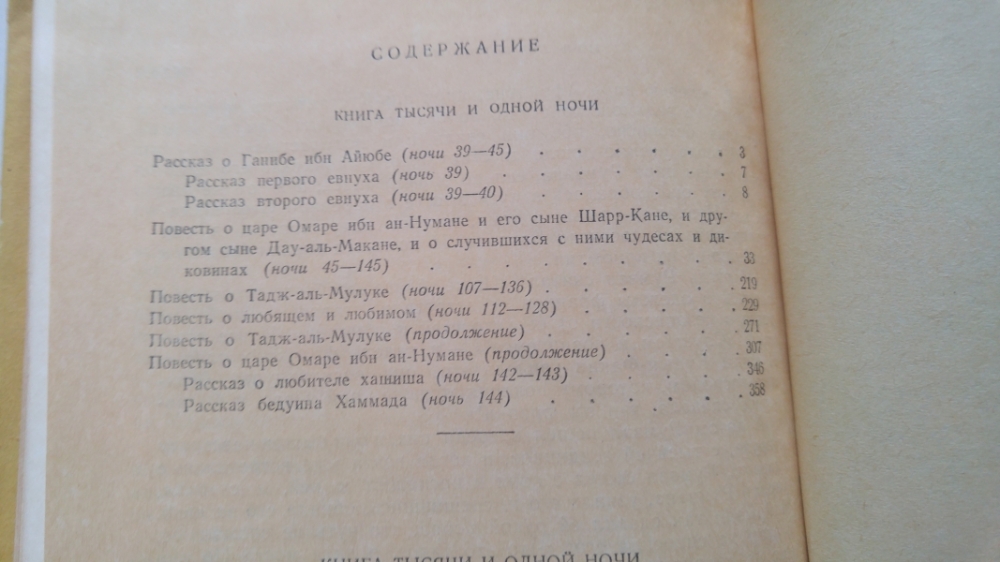 СОДЕРЖАНИЕ
КНИГА ТЫСЯЧИ И ОДНОЙ НОЧИ
Рассказ о Ганибе ибн Айюбе (ночи 39—45) . . . . . . . 3
Рассказ первого евнуха (ночь 39) . . . . . . 7
Рассказ второго евнуха (ночи 39—40) . . . . . 8
Повесть о царе Омаре ибн ан-Нумане и его сыне Шарр-Кане, и дру-
гом сыне Дау-аль-Макане, и о случившихся с ними чудесах и ди-
ковинах (ночи 45—145) . . . . . . . . . 33
Повесть о Тадж-аль-Мулуке (ночи 107—136) . . . . . . 219
Повесть о любящем и любимом (ночи 112—128) . . . . . 229
Повесть о Тадж-аль-Мулуке (продолжение) . . . . . . 271
Повесть о царе Омаре ибн ан-Нумане (продолжение) . . . . 307
Рассказ о любителе хашиша (ночи 142—143) . . . . . 346
Рассказ бедуина Хаммада (ночь 144) . . . . . . 358
КНИГА ТЫСЯЧИ И ОДНОЙ НОЧИ